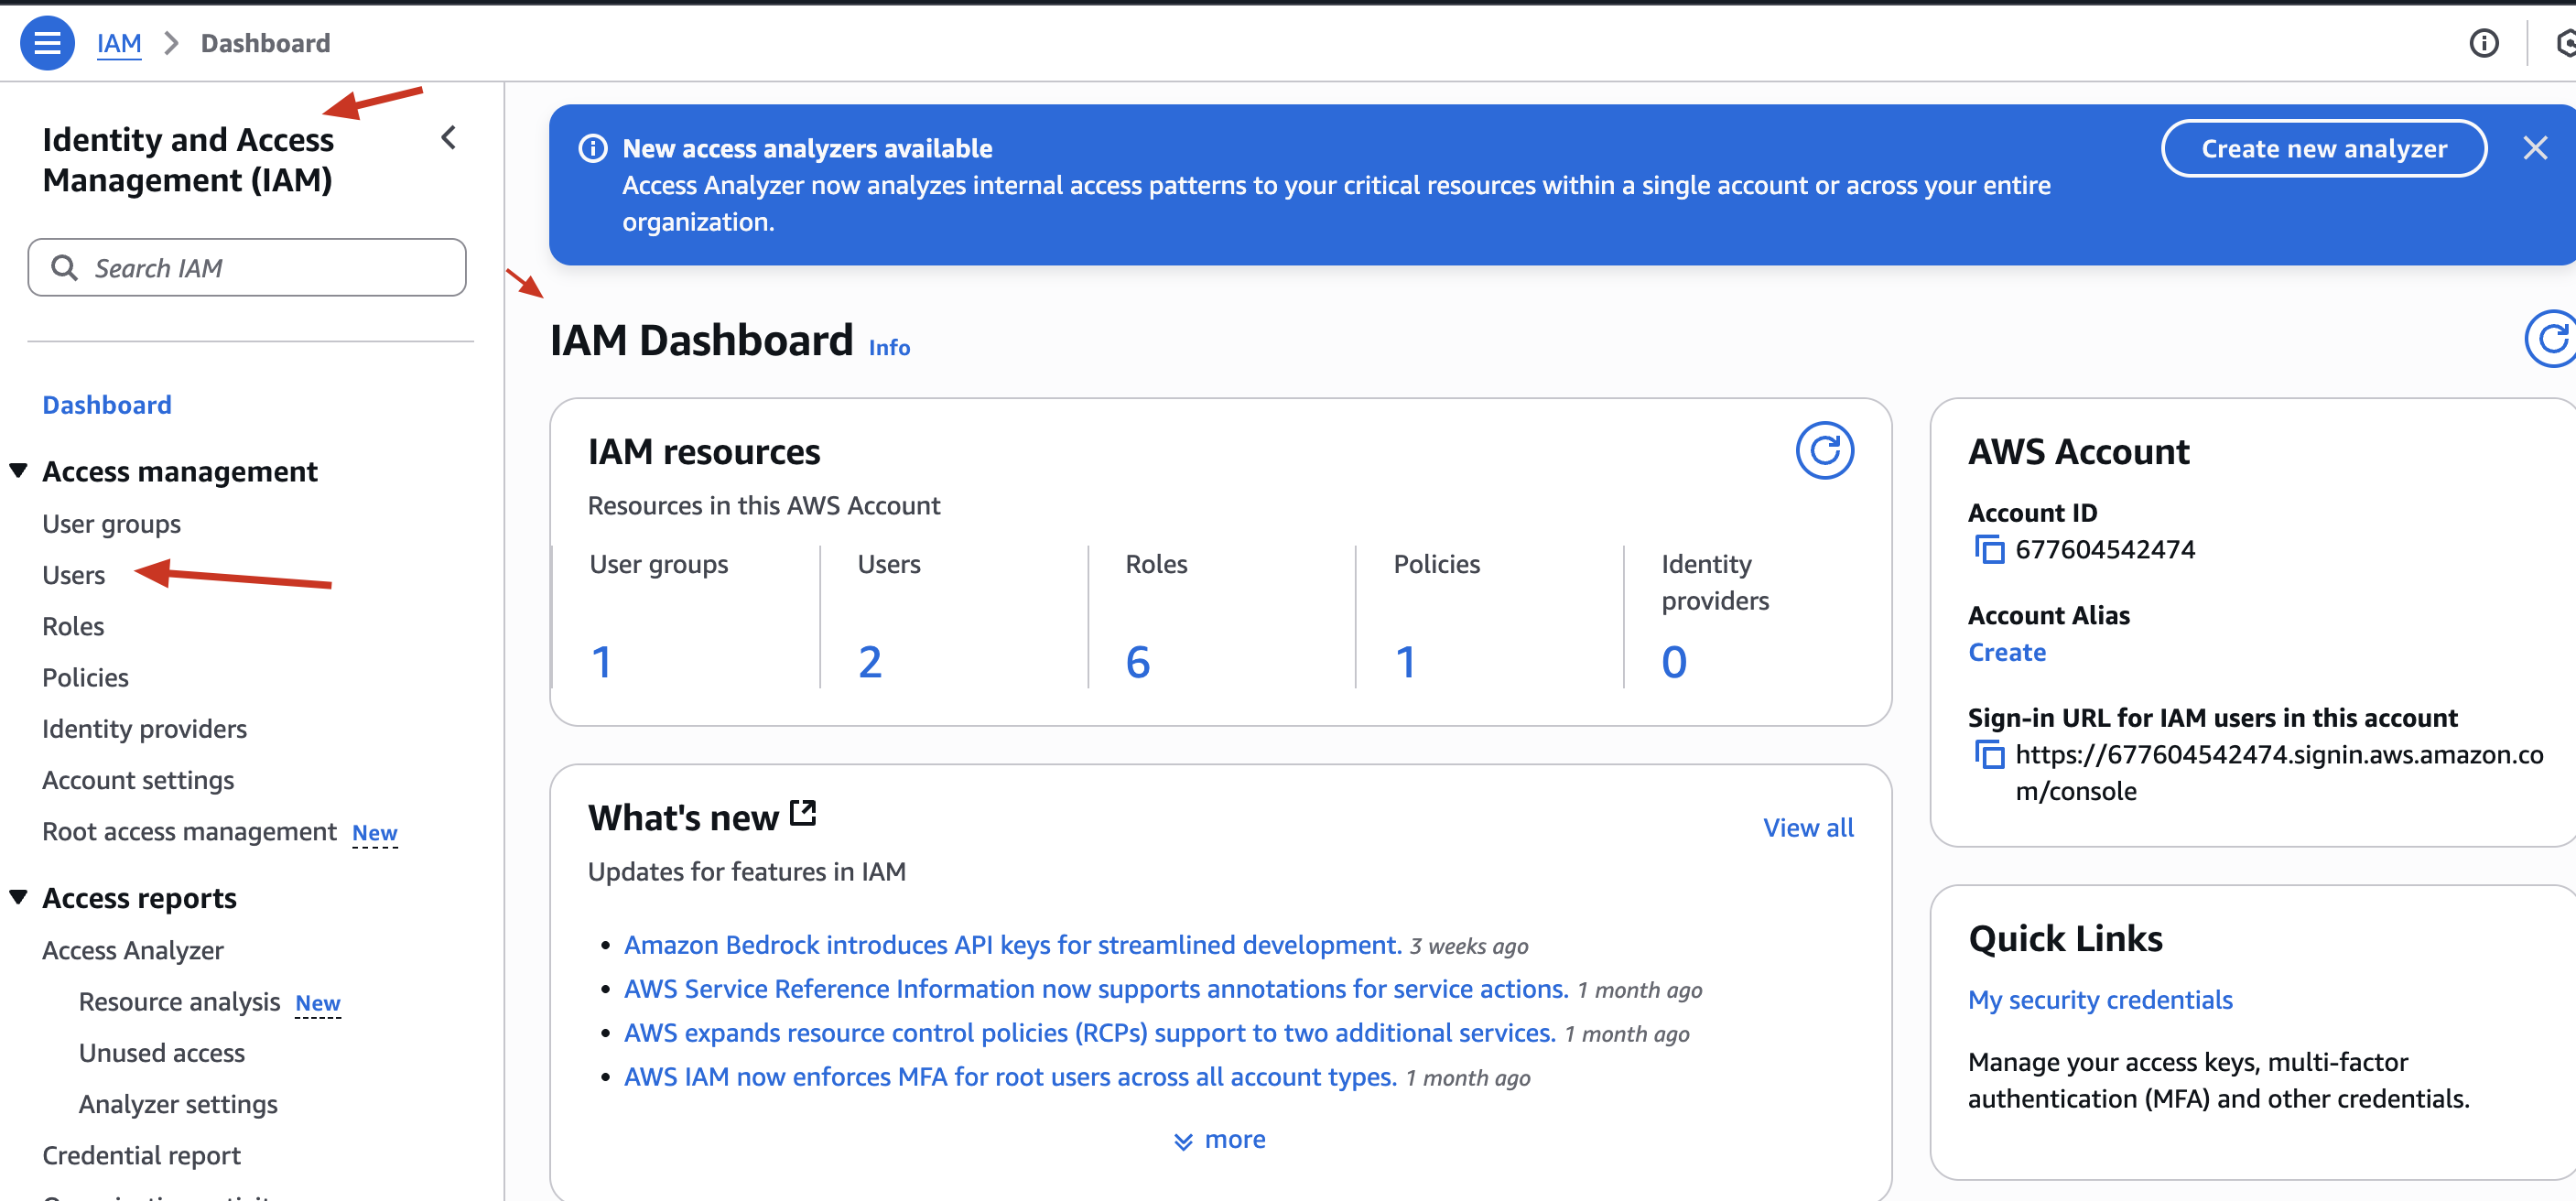 IAM > Dashboard
Identity and Access
Management (IAM)
Search IAM
Dashboard
Access management
User groups
Users
Roles
Policies
Identity providers
Account settings
Root access management New
Access reports
Access Analyzer
Resource analysis New
Unused access
Analyzer settings
Credential report
New access analyzers available
Access Analyzer now analyzes internal access patterns to your critical resources within a single account or across your entire
organization.
Create new analyzer
IAM Dashboard Info
IAM resources
Resources in this AWS Account
User groups
1
Users
2
Roles
6
Policies
1
Identity
providers
0
What's new
View all
Updates for features in IAM
• Amazon Bedrock introduces API keys for streamlined development. 3 weeks ago
• AWS Service Reference Information now supports annotations for service actions. 1 month ago
• AWS expands resource control policies (RCPs) support to two additional services. 1 month ago
• AWS IAM now enforces MFA for root users across all account types. 1 month ago
more
AWS Account
Account ID
677604542474
Account Alias
Create
Sign-in URL for IAM users in this account
https://677604542474.signin.aws.amazon.co
m/console
Quick Links
My security credentials
Manage your access keys, multi-factor
authentication (MFA) and other credentials.